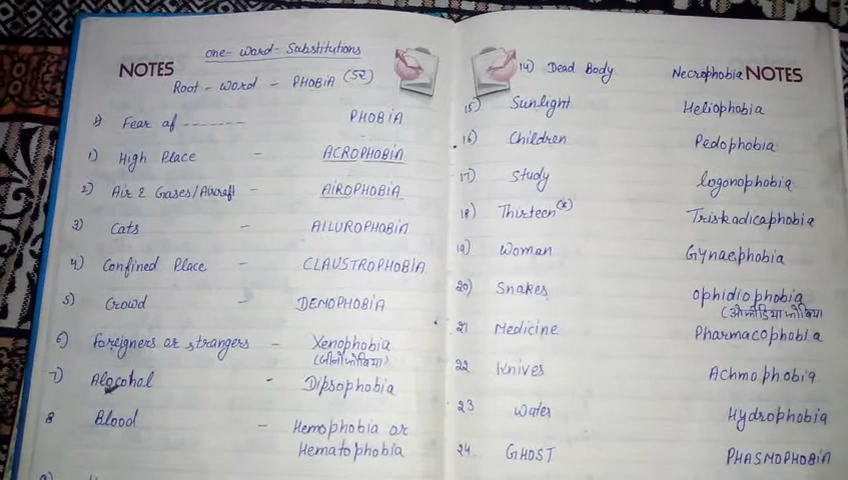 NOTES
One-Word-Substitutions
Root-Word-PHOBIA (52)
Fear of ------- PHOBIA
1) High Place - ACROPHOBIA
2) Air & Gases/Aircraft - AIROPHOBIA
3) Cats - AILUROPHOBIA
4) Confined Place - CLAUSTROPHOBIA
5) Crowd - DEMOPHOBIA
6) Foreigners or strangers - Xenophobia
(जीनोफोबिया)
7) Alocohal - Dipsophobia
8 Blood - Hemophobia or
Hematophobia
14) Dead Body Necrophobia NOTES
15) Sunlight Heliophobia
16) Children Pedophobia
17) Study logonophobia
18) Thirteen Triskadicaphobia
19) Woman Gynaephobia
20) Snakes Ophidiophobia
(ओफीडियाफोबिया
21 Medicine Pharmacophobia
22 Knives Achmophobia
23 Water Hydrophobia
24 GHOST PHASMOPHOBIA